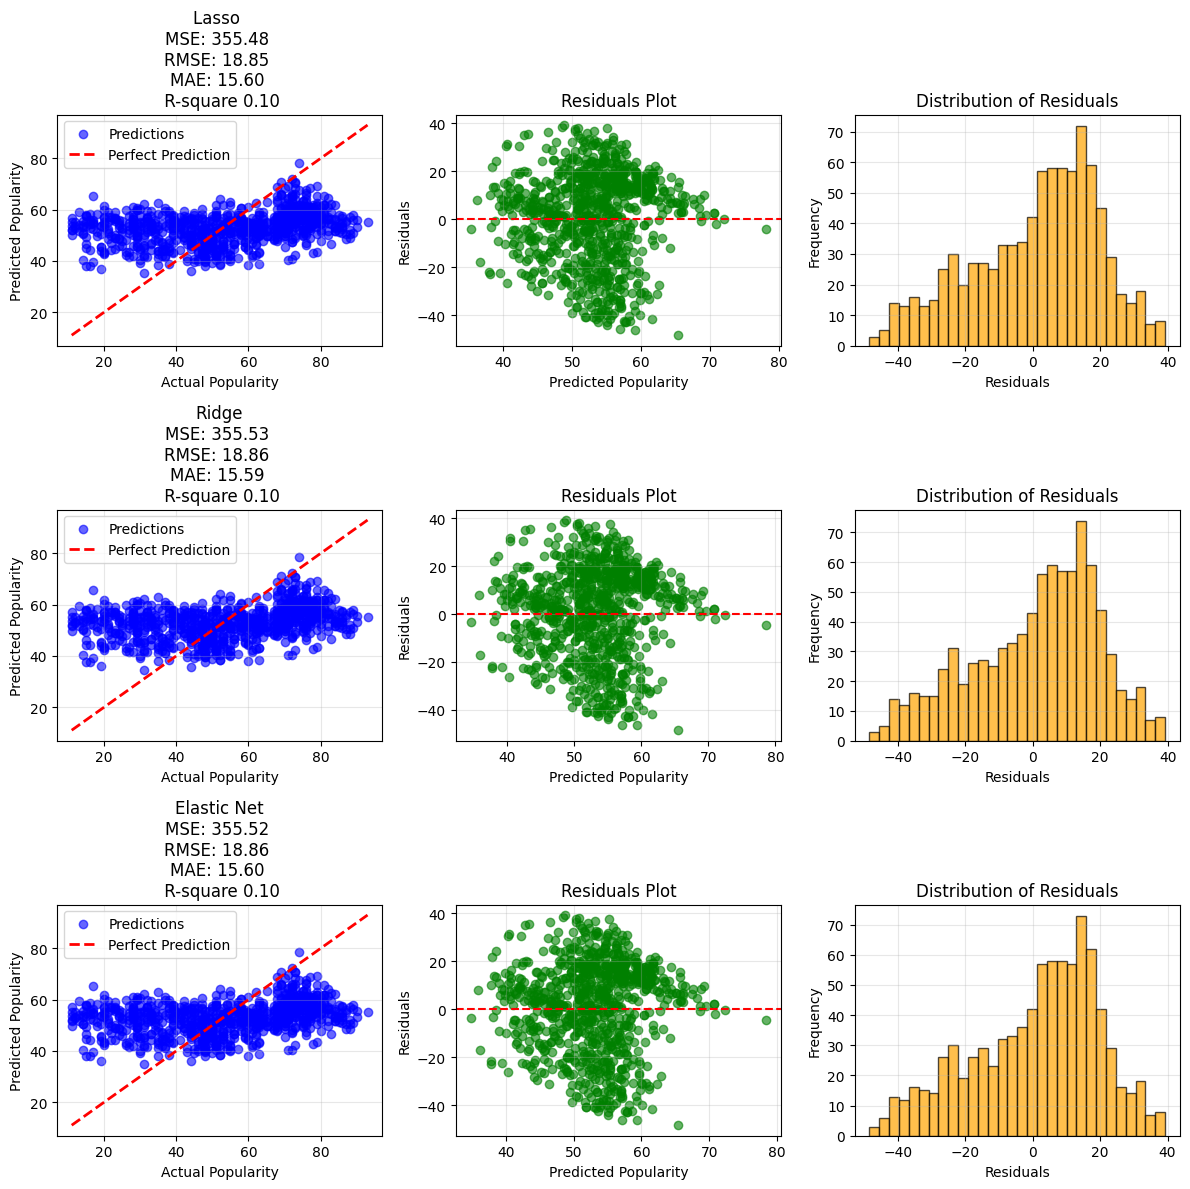 Lasso
MSE: 355.48
RMSE: 18.85
MAE: 15.60
R-square 0.10
Predictions
Perfect Prediction
80
60
40
20
Predicted Popularity
20
40
60
80
Actual Popularity
Residuals Plot
40
20
0
−20
−40
Residuals
40
50
60
70
80
Predicted Popularity
Distribution of Residuals
70
60
50
40
30
20
10
0
Frequency
−40
−20
0
20
40
Residuals
Ridge
MSE: 355.53
RMSE: 18.86
MAE: 15.59
R-square 0.10
Predictions
Perfect Prediction
80
60
40
20
Predicted Popularity
20
40
60
80
Actual Popularity
Residuals Plot
40
20
0
−20
−40
Residuals
40
50
60
70
80
Predicted Popularity
Distribution of Residuals
70
60
50
40
30
20
10
0
Frequency
−40
−20
0
20
40
Residuals
Elastic Net
MSE: 355.52
RMSE: 18.86
MAE: 15.60
R-square 0.10
Predictions
Perfect Prediction
80
60
40
20
Predicted Popularity
20
40
60
80
Actual Popularity
Residuals Plot
40
20
0
−20
−40
Residuals
40
50
60
70
80
Predicted Popularity
Distribution of Residuals
70
60
50
40
30
20
10
0
Frequency
−40
−20
0
20
40
Residuals